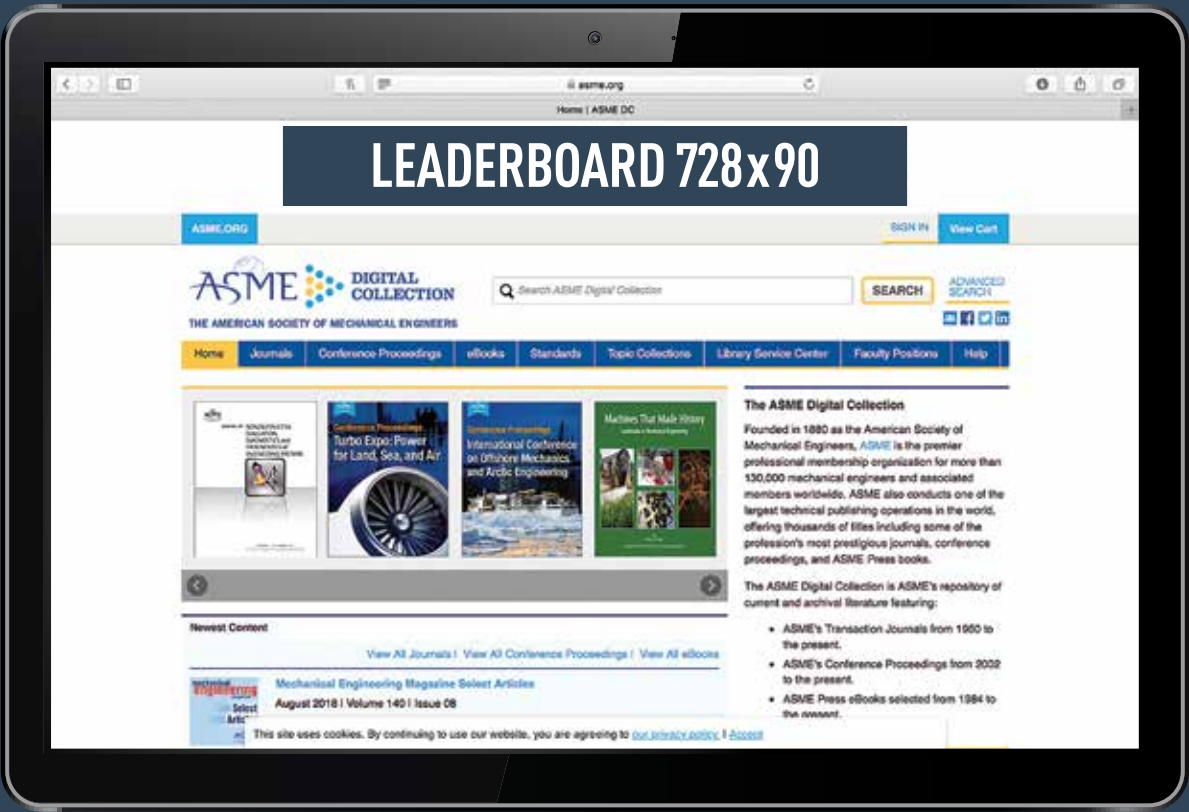 asme.org
Home | ASME DC
LEADERBOARD 728x90
ASME.ORG
SIGN IN
View Cart
ASME DIGITAL COLLECTION
THE AMERICAN SOCIETY OF MECHANICAL ENGINEERS
Search ASME Digital Collection
SEARCH
ADVANCED SEARCH
Home Journals Conference Proceedings eBooks Standards Topic Collections Library Service Center Faculty Positions Help
Conference Proceedings
Turbo Expo: Power
for Land, Sea, and Air
Conference Proceedings
International Conference
on Offshore Mechanics
and Arctic Engineering
Machines That Made History
The ASME Digital Collection
Founded in 1880 as the American Society of
Mechanical Engineers, ASME is the premier
professional membership organization for more than
130,000 mechanical engineers and associated
members worldwide. ASME also conducts one of the
largest technical publishing operations in the world,
offering thousands of titles including some of the
profession's most prestigious journals, conference
proceedings, and ASME Press books.
The ASME Digital Collection is ASME's repository of
current and archival literature featuring:
• ASME's Transaction Journals from 1960 to
the present.
• ASME's Conference Proceedings from 2002
to the present.
• ASME Press eBooks selected from 1984 to
the present.
Newest Content
View All Journals | View All Conference Proceedings | View All eBooks
mechanical
engineering
Select
Mechanical Engineering Magazine Select Articles
August 2018 | Volume 140 | Issue 08
This site uses cookies. By continuing to use our website, you are agreeing to our privacy policy. | Accept